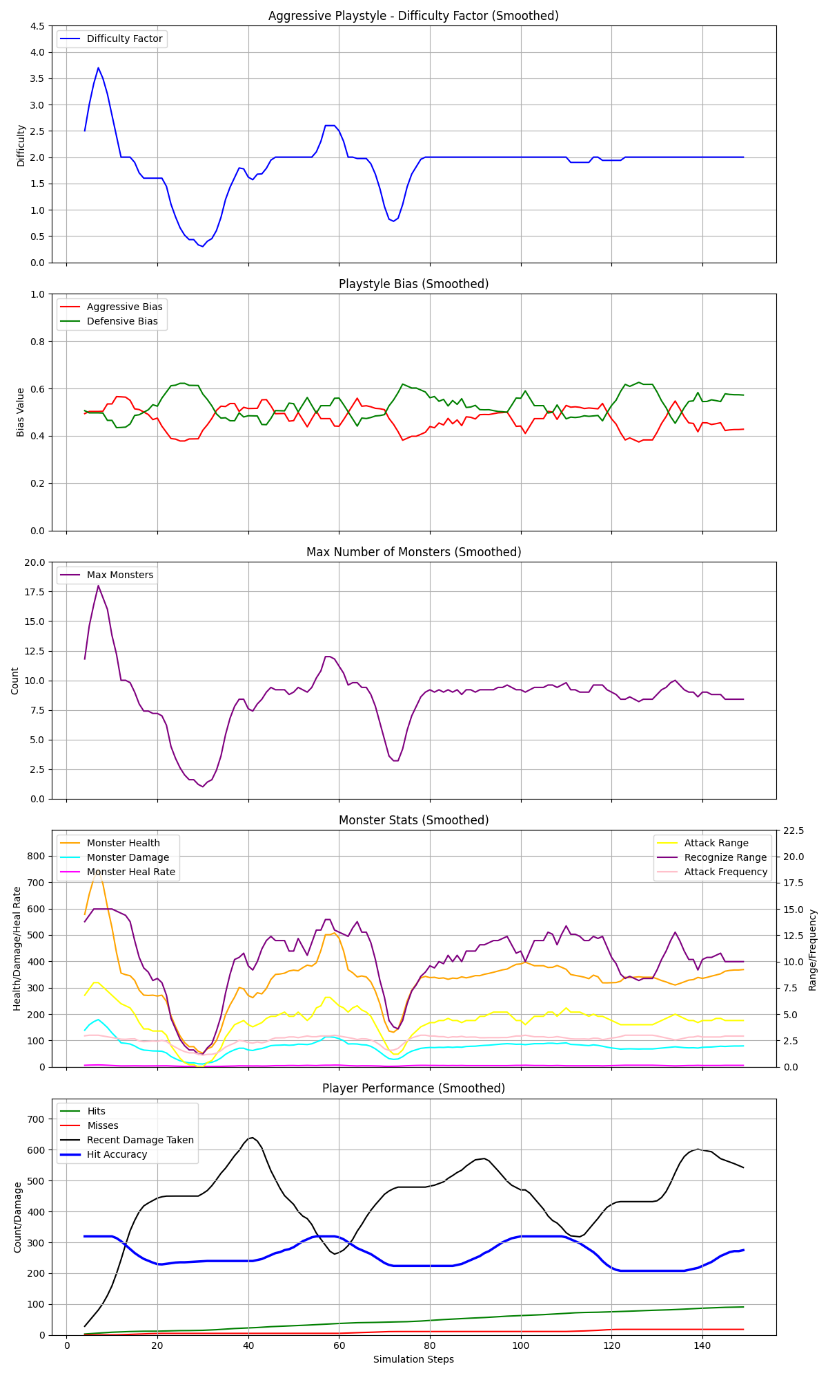 Aggressive Playstyle - Difficulty Factor (Smoothed)
Difficulty Factor
Difficulty
4.5
4.0
3.5
3.0
2.5
2.0
1.5
1.0
0.5
0.0
Playstyle Bias (Smoothed)
Aggressive Bias
Defensive Bias
Bias Value
1.0
0.8
0.6
0.4
0.2
0.0
Max Number of Monsters (Smoothed)
Max Monsters
Count
20.0
17.5
15.0
12.5
10.0
7.5
5.0
2.5
0.0
Monster Stats (Smoothed)
Monster Health
Monster Damage
Monster Heal Rate
Attack Range
Recognize Range
Attack Frequency
Health/Damage/Heal Rate
800
700
600
500
400
300
200
100
0
22.5
20.0
17.5
15.0
12.5
10.0
7.5
5.0
2.5
0.0
Range/Frequency
Player Performance (Smoothed)
Hits
Misses
Recent Damage Taken
Hit Accuracy
Count/Damage
700
600
500
400
300
200
100
0
0 20 40 60 80 100 120 140
Simulation Steps